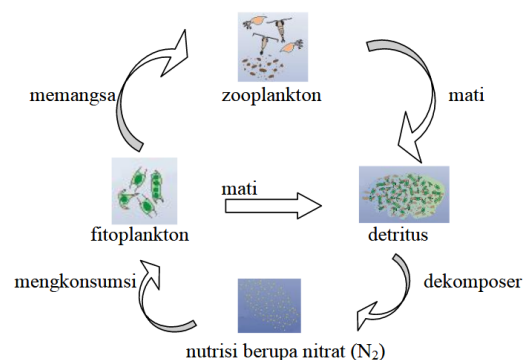 memangsa
zooplankton
mati
mati
fitoplankton
detritus
mengkonsumsi
dekomposer
nutrisi berupa nitrat (N₂)